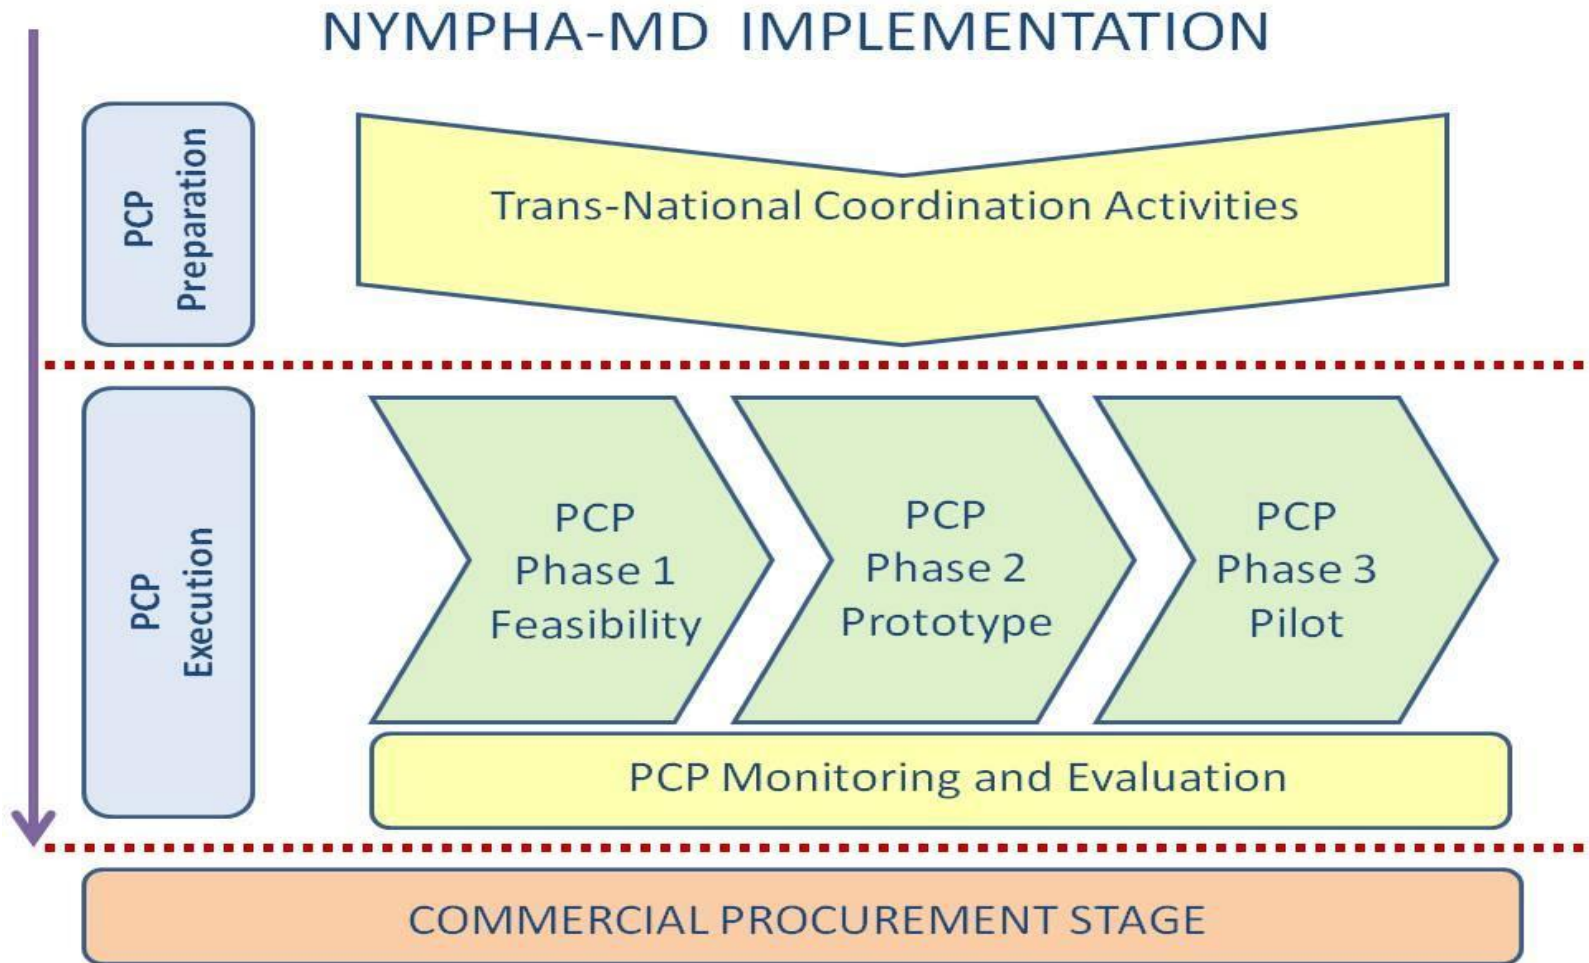 NYMPHA-MD IMPLEMENTATION
PCP
Preparation
Trans-National Coordination Activities
PCP
Execution
PCP
Phase 1
Feasibility
PCP
Phase 2
Prototype
PCP
Phase 3
Pilot
PCP Monitoring and Evaluation
COMMERCIAL PROCUREMENT STAGE